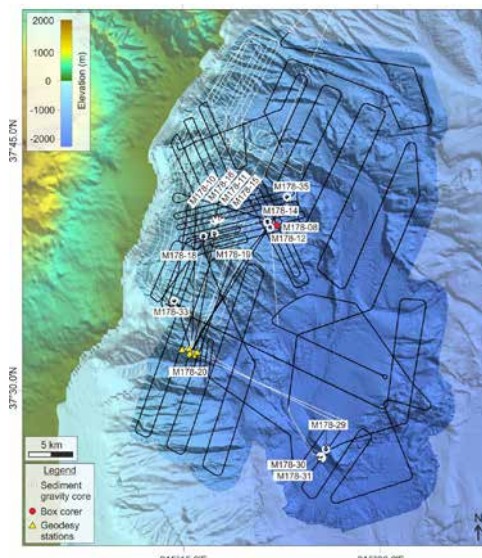 2000
1000
0
-1000
-2000
Elevation (m)
37°45.0'N
M178-10
M178-16
M178-11
M178-15
M178-35
M178-14
M178-08
M178-12
M178-18
M178-19
M178-33
37°30.0'N
M178-20
M178-29
M178-30
M178-31
5 km
Legend
Sediment
gravity core
Box corer
Geodesy
stations
N